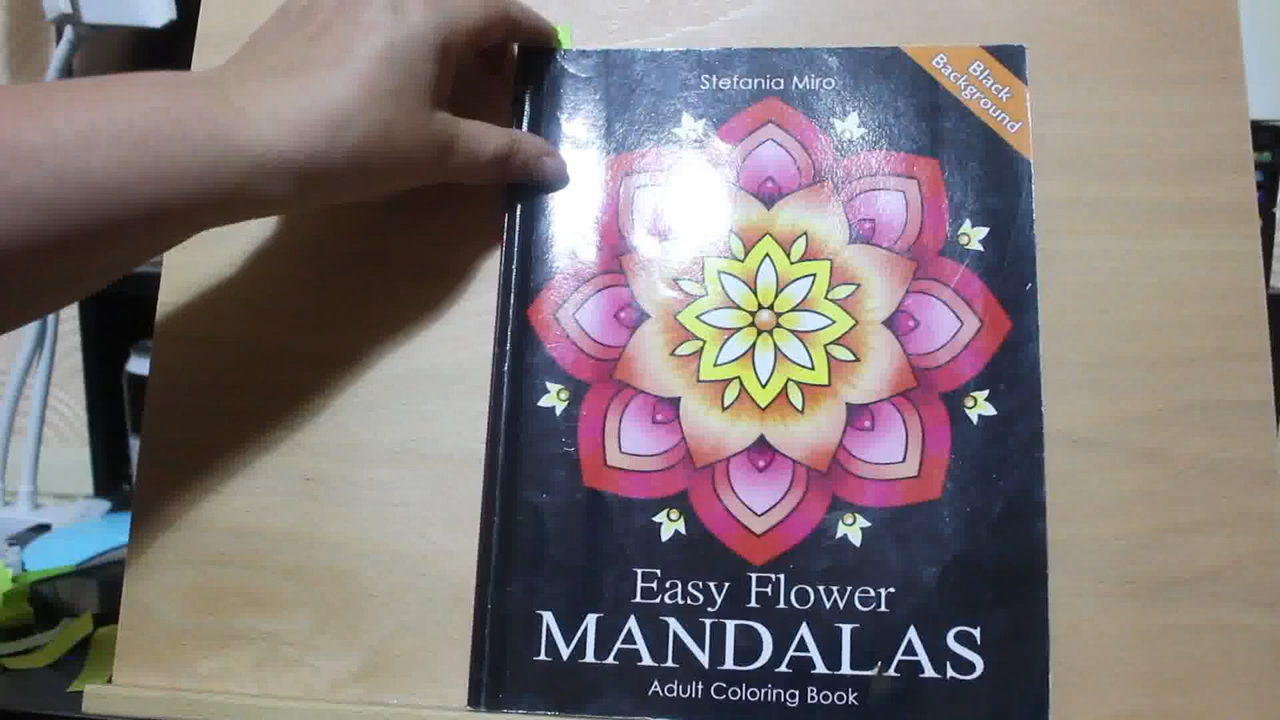 Stefania Miro
Black
Background
Easy Flower
MANDALAS
Adult Coloring Book